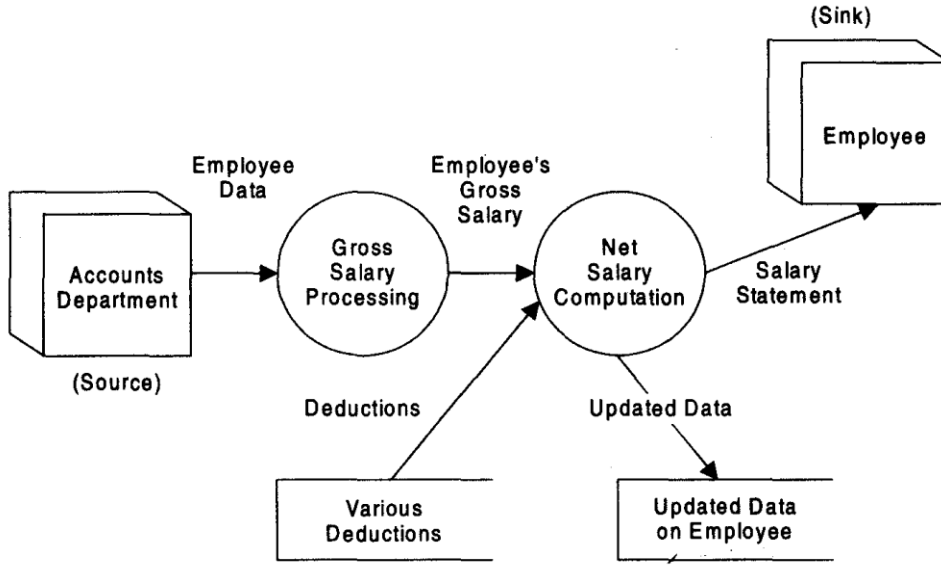 (Sink)
Employee
Employee
Data
Employee's
Gross
Salary
Accounts
Department
(Source)
Gross
Salary
Processing
Net
Salary
Computation
Salary
Statement
Deductions
Updated Data
Various
Deductions
Updated Data
on Employee